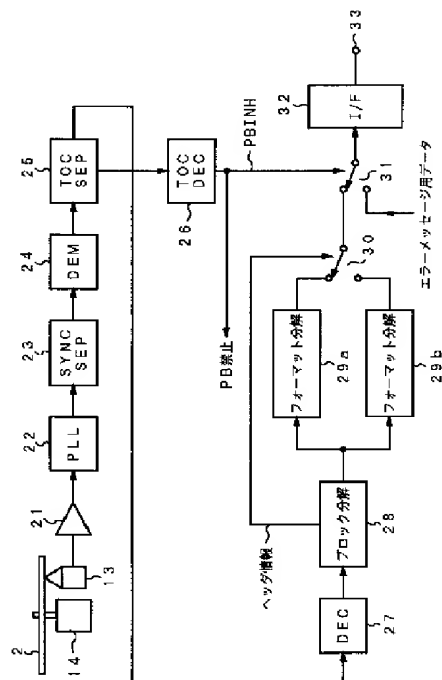 2
14
13
21
22
PLL
23
SYNC
SEP
24
DEM
25
TOC
SEP
26
TOC
DEC
PBINH
PB禁止
27
DEC
28
ブロック分解
ヘッダ情報
フォーマット分解
29a
フォーマット分解
29b
30
31
エラーメッセージ用データ
32
I/F
33